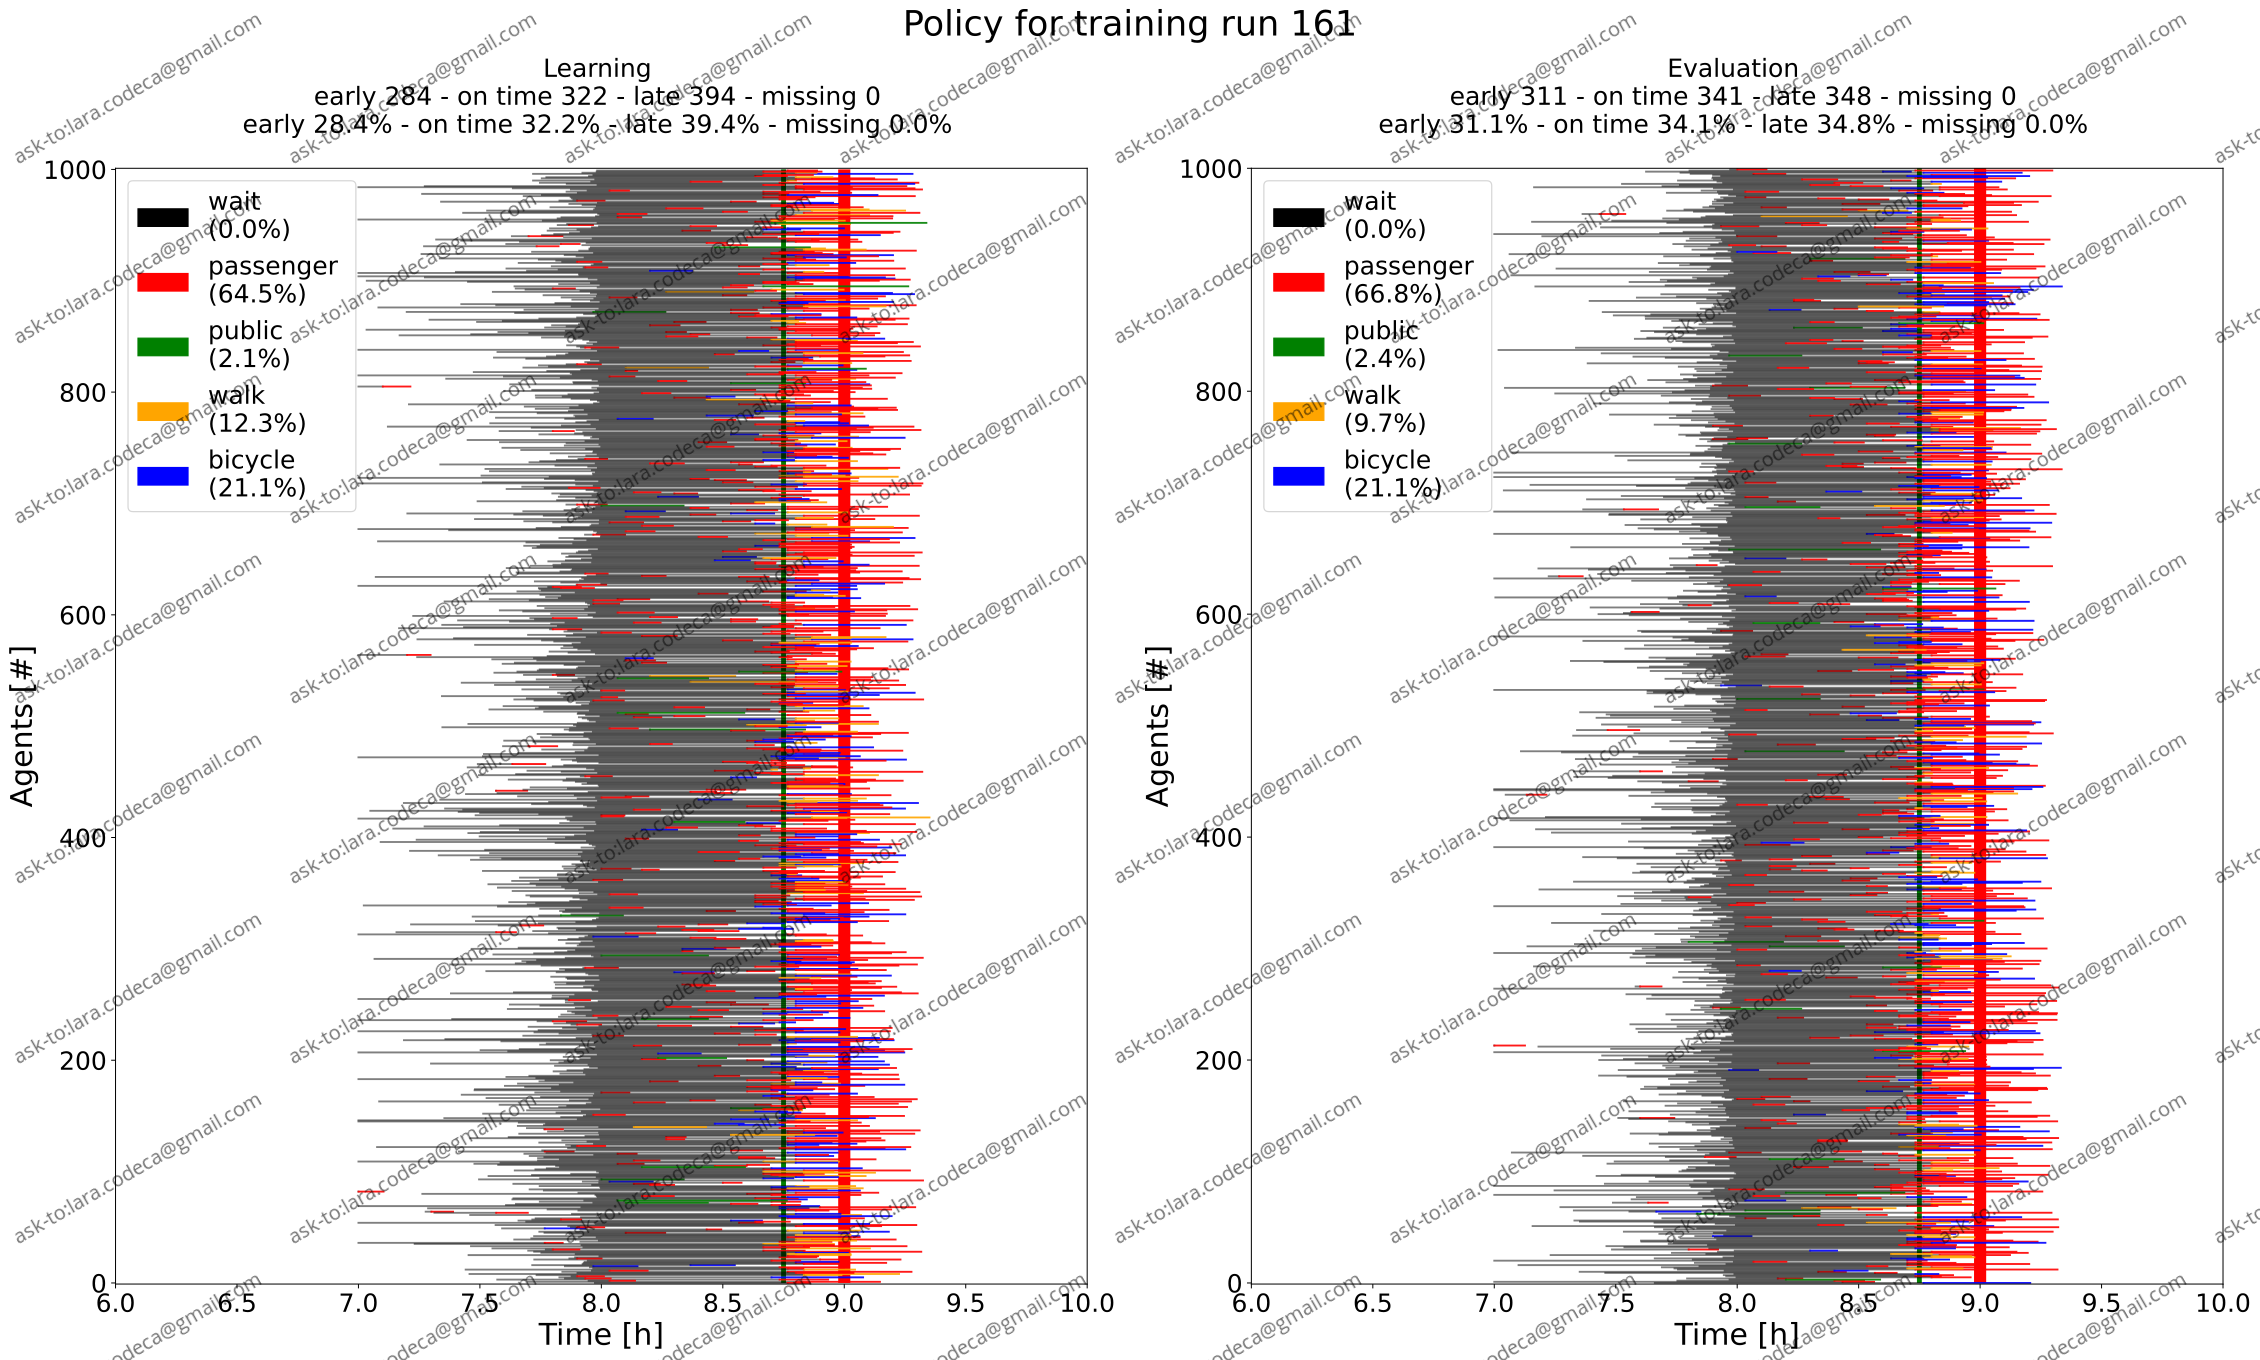 Policy for training run 161
Learning
early 284 - on time 322 - late 394 - missing 0
early 28.4% - on time 32.2% - late 39.4% - missing 0.0%
1000
800
600
400
200
0
Agents [#]
wait
(0.0%)
passenger
(64.5%)
public
(2.1%)
walk
(12.3%)
bicycle
(21.1%)
6.0 6.5 7.0 7.5 8.0 8.5 9.0 9.5 10.0
Time [h]
Evaluation
early 311 - on time 341 - late 348 - missing 0
early 31.1% - on time 34.1% - late 34.8% - missing 0.0%
1000
800
600
400
200
0
Agents [#]
wait
(0.0%)
passenger
(66.8%)
public
(2.4%)
walk
(9.7%)
bicycle
(21.1%)
6.0 6.5 7.0 7.5 8.0 8.5 9.0 9.5 10.0
Time [h]
ask-to:lara.codeca@gmail.com